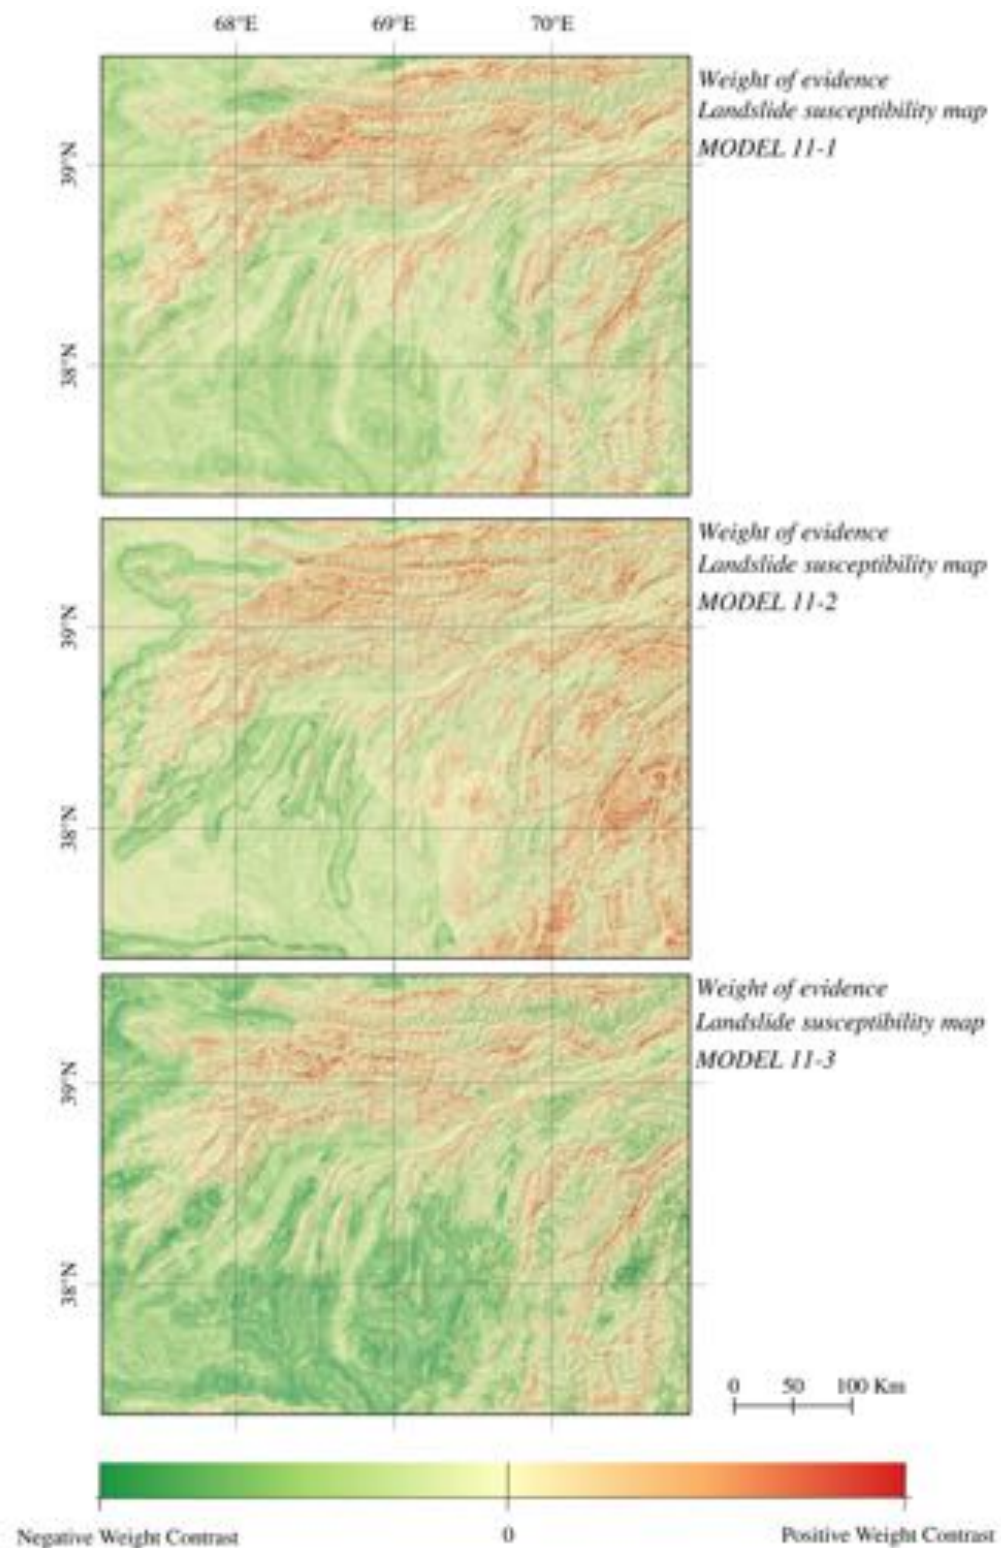 68°E 69°E 70°E
Weight of evidence
Landslide susceptibility map
MODEL 11-1
39°N
38°N
Weight of evidence
Landslide susceptibility map
MODEL 11-2
39°N
38°N
Weight of evidence
Landslide susceptibility map
MODEL 11-3
39°N
38°N
0 50 100 Km
Negative Weight Contrast 0 Positive Weight Contrast